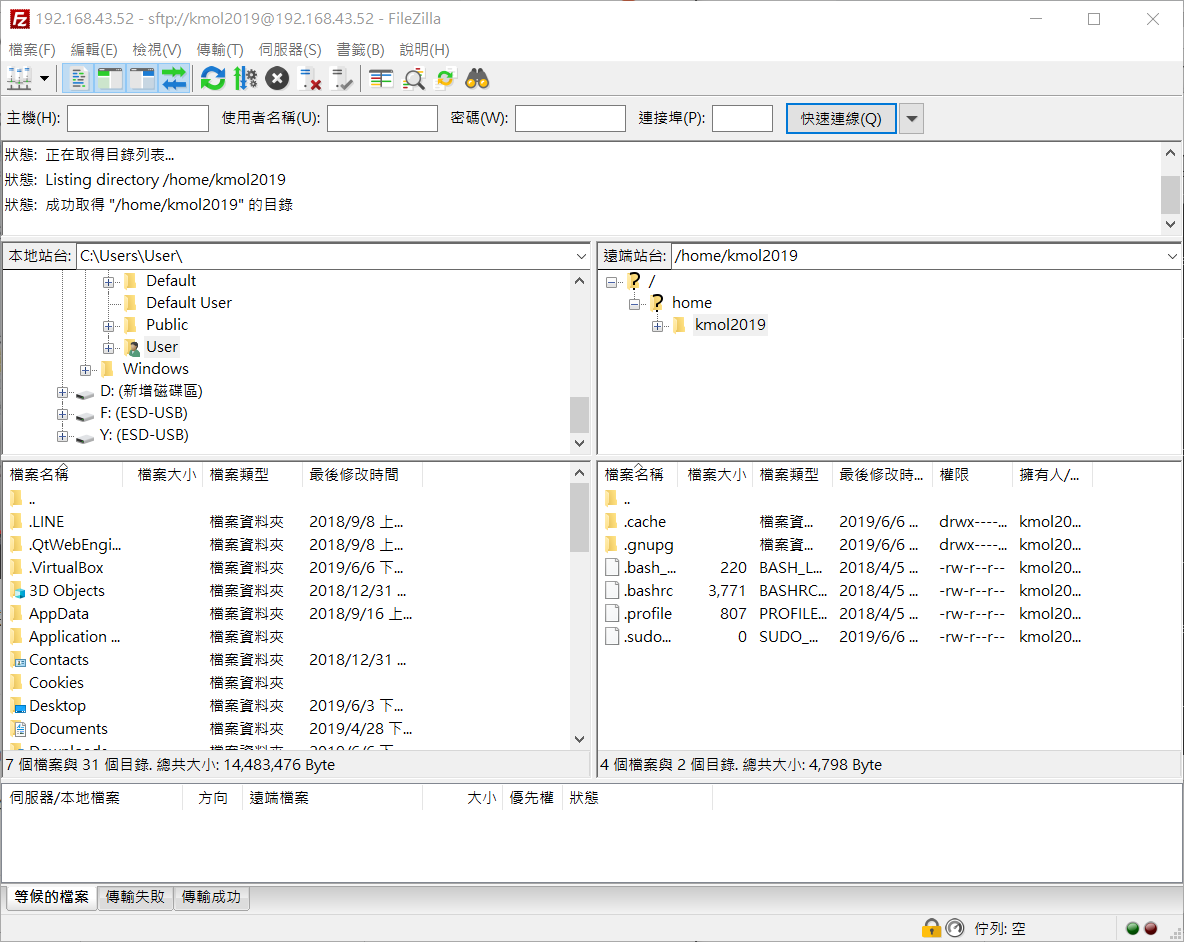 192.168.43.52 - sftp://kmol2019@192.168.43.52 - FileZilla
檔案(F) 編輯(E) 檢視(V) 傳輸(T) 伺服器(S) 書籤(B) 說明(H)
主機(H): 使用者名稱(U): 密碼(W): 連接埠(P): 快速連線(Q)
狀態: 正在取得目錄列表...
狀態: Listing directory /home/kmol2019
狀態: 成功取得 "/home/kmol2019" 的目錄
本地站台: C:\Users\User\
Default
Default User
Public
User
Windows
D: (新增磁碟區)
F: (ESD-USB)
Y: (ESD-USB)
遠端站台: /home/kmol2019
/
home
kmol2019
檔案名稱 檔案大小 檔案類型 最後修改時間
..
.LINE 檔案資料夾 2018/9/8 上...
.QtWebEngi... 檔案資料夾 2018/9/8 上...
.VirtualBox 檔案資料夾 2019/6/6 下...
3D Objects 檔案資料夾 2018/12/31 ...
AppData 檔案資料夾 2018/9/16 上...
Application ... 檔案資料夾
Contacts 檔案資料夾 2018/12/31 ...
Cookies 檔案資料夾
Desktop 檔案資料夾 2019/6/3 下...
Documents 檔案資料夾 2019/4/28 下...
Downloads 檔案資料夾 2019/6/6 下...
7 個檔案與 31 個目錄. 總共大小: 14,483,476 Byte
檔案名稱 檔案大小 檔案類型 最後修改時... 權限 擁有人/...
..
.cache 檔案資... 2019/6/6 ... drwx----... kmol20...
.gnupg 檔案資... 2019/6/6 ... drwx----... kmol20...
.bash_... 220 BASH_L... 2018/4/5 ... -rw-r--r-- kmol20...
.bashrc 3,771 BASHRC... 2018/4/5 ... -rw-r--r-- kmol20...
.profile 807 PROFILE... 2018/4/5 ... -rw-r--r-- kmol20...
.sudo... 0 SUDO_... 2019/6/6 ... -rw-r--r-- kmol20...
4 個檔案與 2 個目錄. 總共大小: 4,798 Byte
伺服器/本地檔案 方向 遠端檔案 大小 優先權 狀態
等候的檔案 傳輸失敗 傳輸成功
佇列: 空